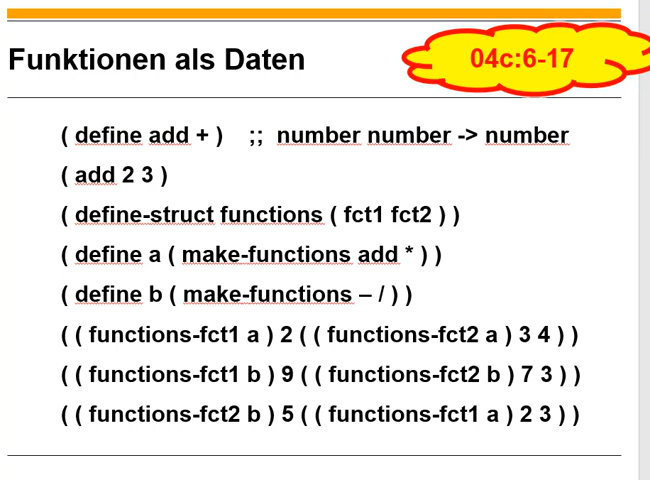 Funktionen als Daten
04c:6-17
( define add + ) ;; number number -> number
( add 2 3 )
( define-struct functions ( fct1 fct2 ) )
( define a ( make-functions add * ) )
( define b ( make-functions – / ) )
( ( functions-fct1 a ) 2 ( ( functions-fct2 a ) 3 4 ) )
( ( functions-fct1 b ) 9 ( ( functions-fct2 b ) 7 3 ) )
( ( functions-fct2 b ) 5 ( ( functions-fct1 a ) 2 3 ) )